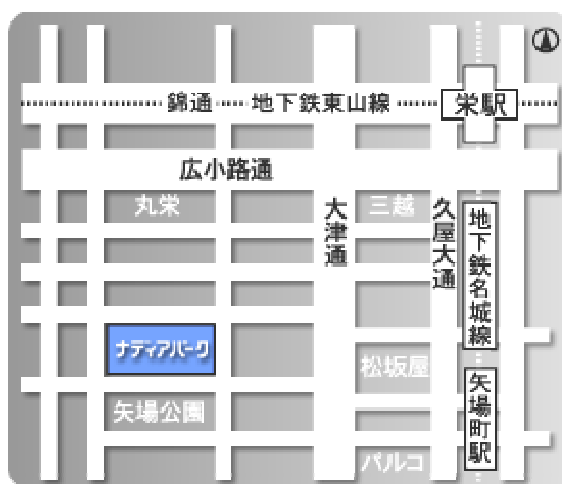 錦通
地下鉄東山線
栄駅
広小路通
丸栄
三越
大津通
久屋大通
地下鉄名城線
ナディアパーク
松坂屋
矢場公園
矢場町駅
パルコ